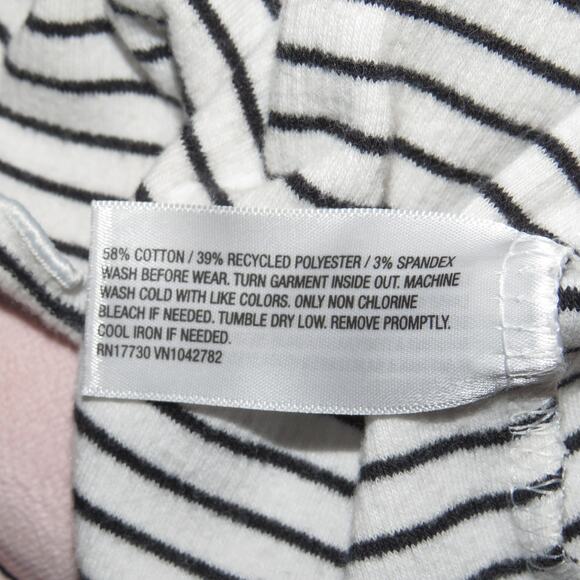 58% COTTON / 39% RECYCLED POLYESTER / 3% SPANDEX
WASH BEFORE WEAR. TURN GARMENT INSIDE OUT. MACHINE
WASH COLD WITH LIKE COLORS. ONLY NON CHLORINE
BLEACH IF NEEDED. TUMBLE DRY LOW. REMOVE PROMPTLY.
COOL IRON IF NEEDED.
RN17730 VN1042782